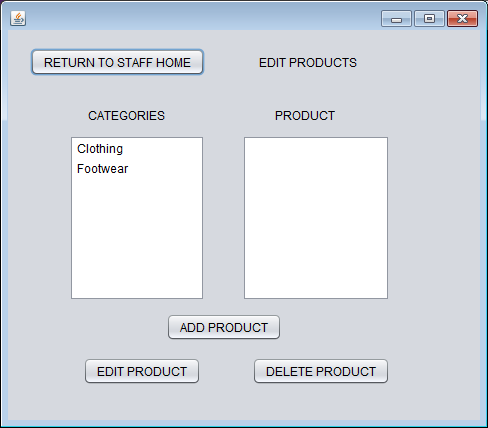 RETURN TO STAFF HOME
EDIT PRODUCTS
CATEGORIES
PRODUCT
Clothing
Footwear
ADD PRODUCT
EDIT PRODUCT
DELETE PRODUCT